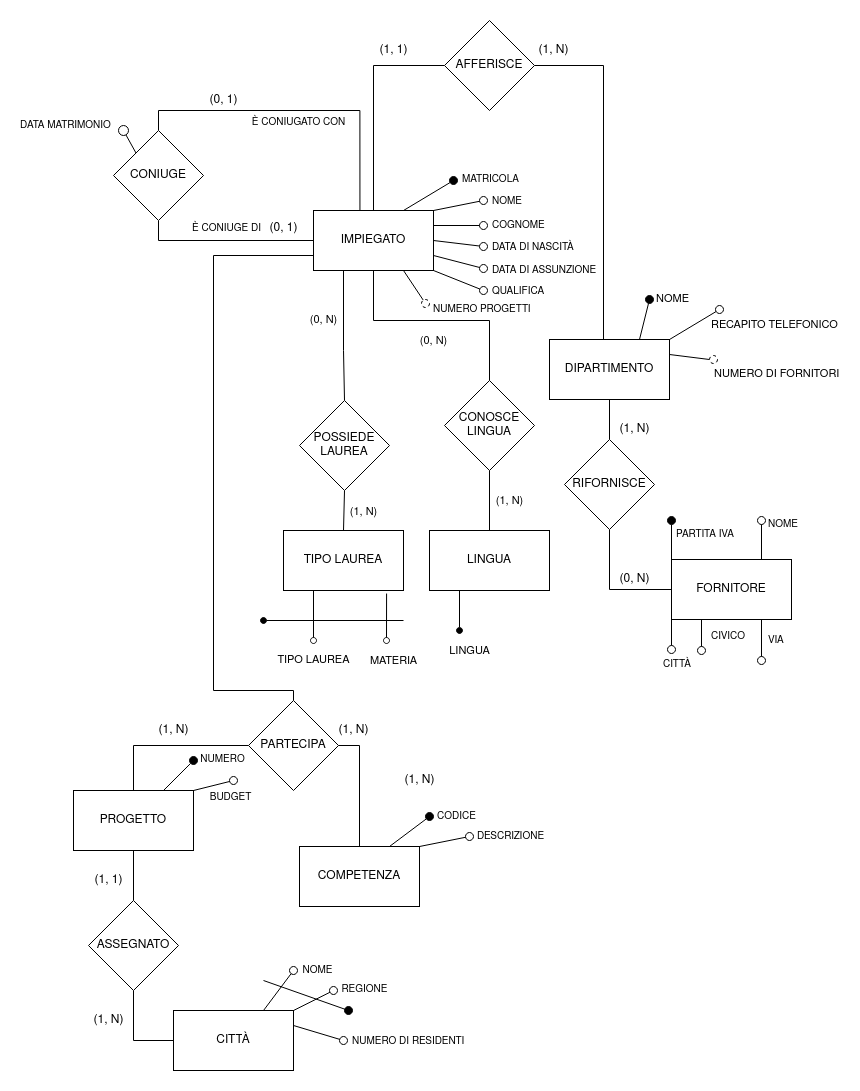 (1, 1)
(1, N)
AFFERISCE
(0, 1)
È CONIUGATO CON
DATA MATRIMONIO
CONIUGE
È CONIUGE DI
(0, 1)
IMPIEGATO
MATRICOLA
NOME
COGNOME
DATA DI NASCITÀ
DATA DI ASSUNZIONE
QUALIFICA
NUMERO PROGETTI
(0, N)
(0, N)
NOME
RECAPITO TELEFONICO
DIPARTIMENTO
NUMERO DI FORNITORI
POSSIEDE
LAUREA
CONOSCE
LINGUA
(1, N)
RIFORNISCE
(1, N)
(1, N)
PARTITA IVA
NOME
TIPO LAUREA
LINGUA
(0, N)
FORNITORE
CIVICO
VIA
CITTÀ
TIPO LAUREA
MATERIA
LINGUA
(1, N)
PARTECIPA
(1, N)
NUMERO
BUDGET
(1, N)
PROGETTO
CODICE
DESCRIZIONE
COMPETENZA
(1, 1)
ASSEGNATO
(1, N)
NOME
REGIONE
CITTÀ
NUMERO DI RESIDENTI